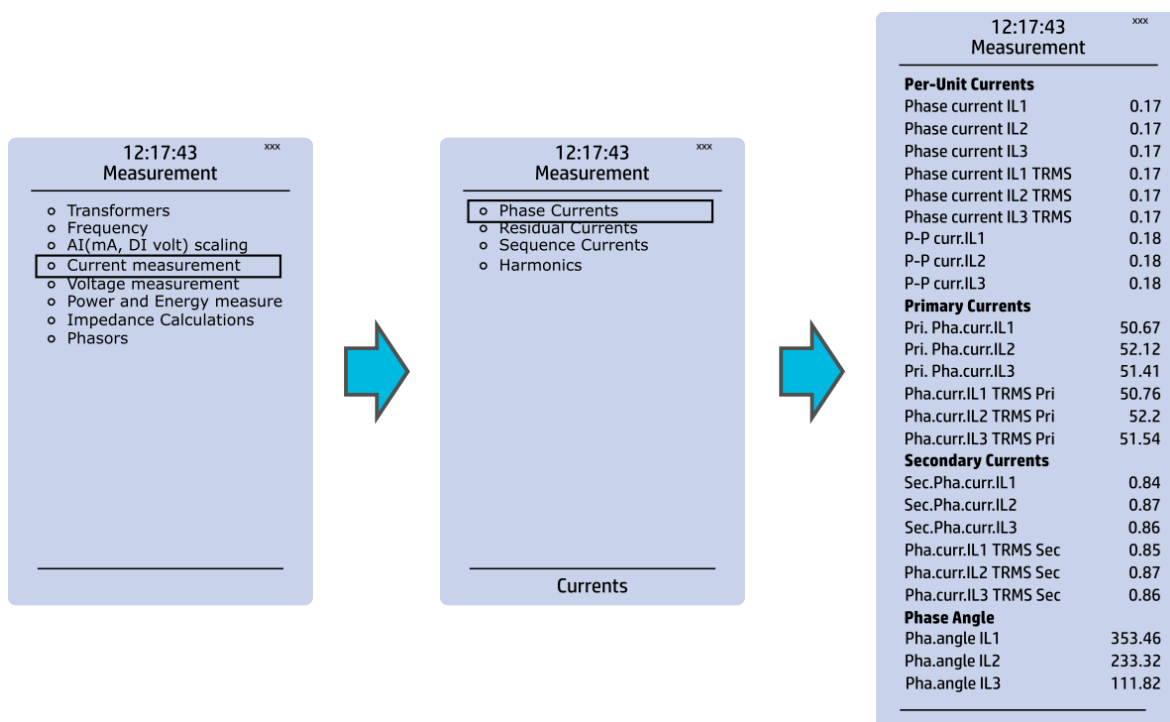 12:17:43 xxx
Measurement
Transformers
Frequency
AI(mA, DI volt) scaling
Current measurement
Voltage measurement
Power and Energy measure
Impedance Calculations
Phasors
12:17:43 xxx
Measurement
Phase Currents
Residual Currents
Sequence Currents
Harmonics
Currents
12:17:43 xxx
Measurement
Per-Unit Currents
Phase current IL1 0.17
Phase current IL2 0.17
Phase current IL3 0.17
Phase current IL1 TRMS 0.17
Phase current IL2 TRMS 0.17
Phase current IL3 TRMS 0.17
P-P curr.IL1 0.18
P-P curr.IL2 0.18
P-P curr.IL3 0.18
Primary Currents
Pri. Pha.curr.IL1 50.67
Pri. Pha.curr.IL2 52.12
Pri. Pha.curr.IL3 51.41
Pha.curr.IL1 TRMS Pri 50.76
Pha.curr.IL2 TRMS Pri 52.2
Pha.curr.IL3 TRMS Pri 51.54
Secondary Currents
Sec.Pha.curr.IL1 0.84
Sec.Pha.curr.IL2 0.87
Sec.Pha.curr.IL3 0.86
Pha.curr.IL1 TRMS Sec 0.85
Pha.curr.IL2 TRMS Sec 0.87
Pha.curr.IL3 TRMS Sec 0.86
Phase Angle
Pha.angle IL1 353.46
Pha.angle IL2 233.32
Pha.angle IL3 111.82